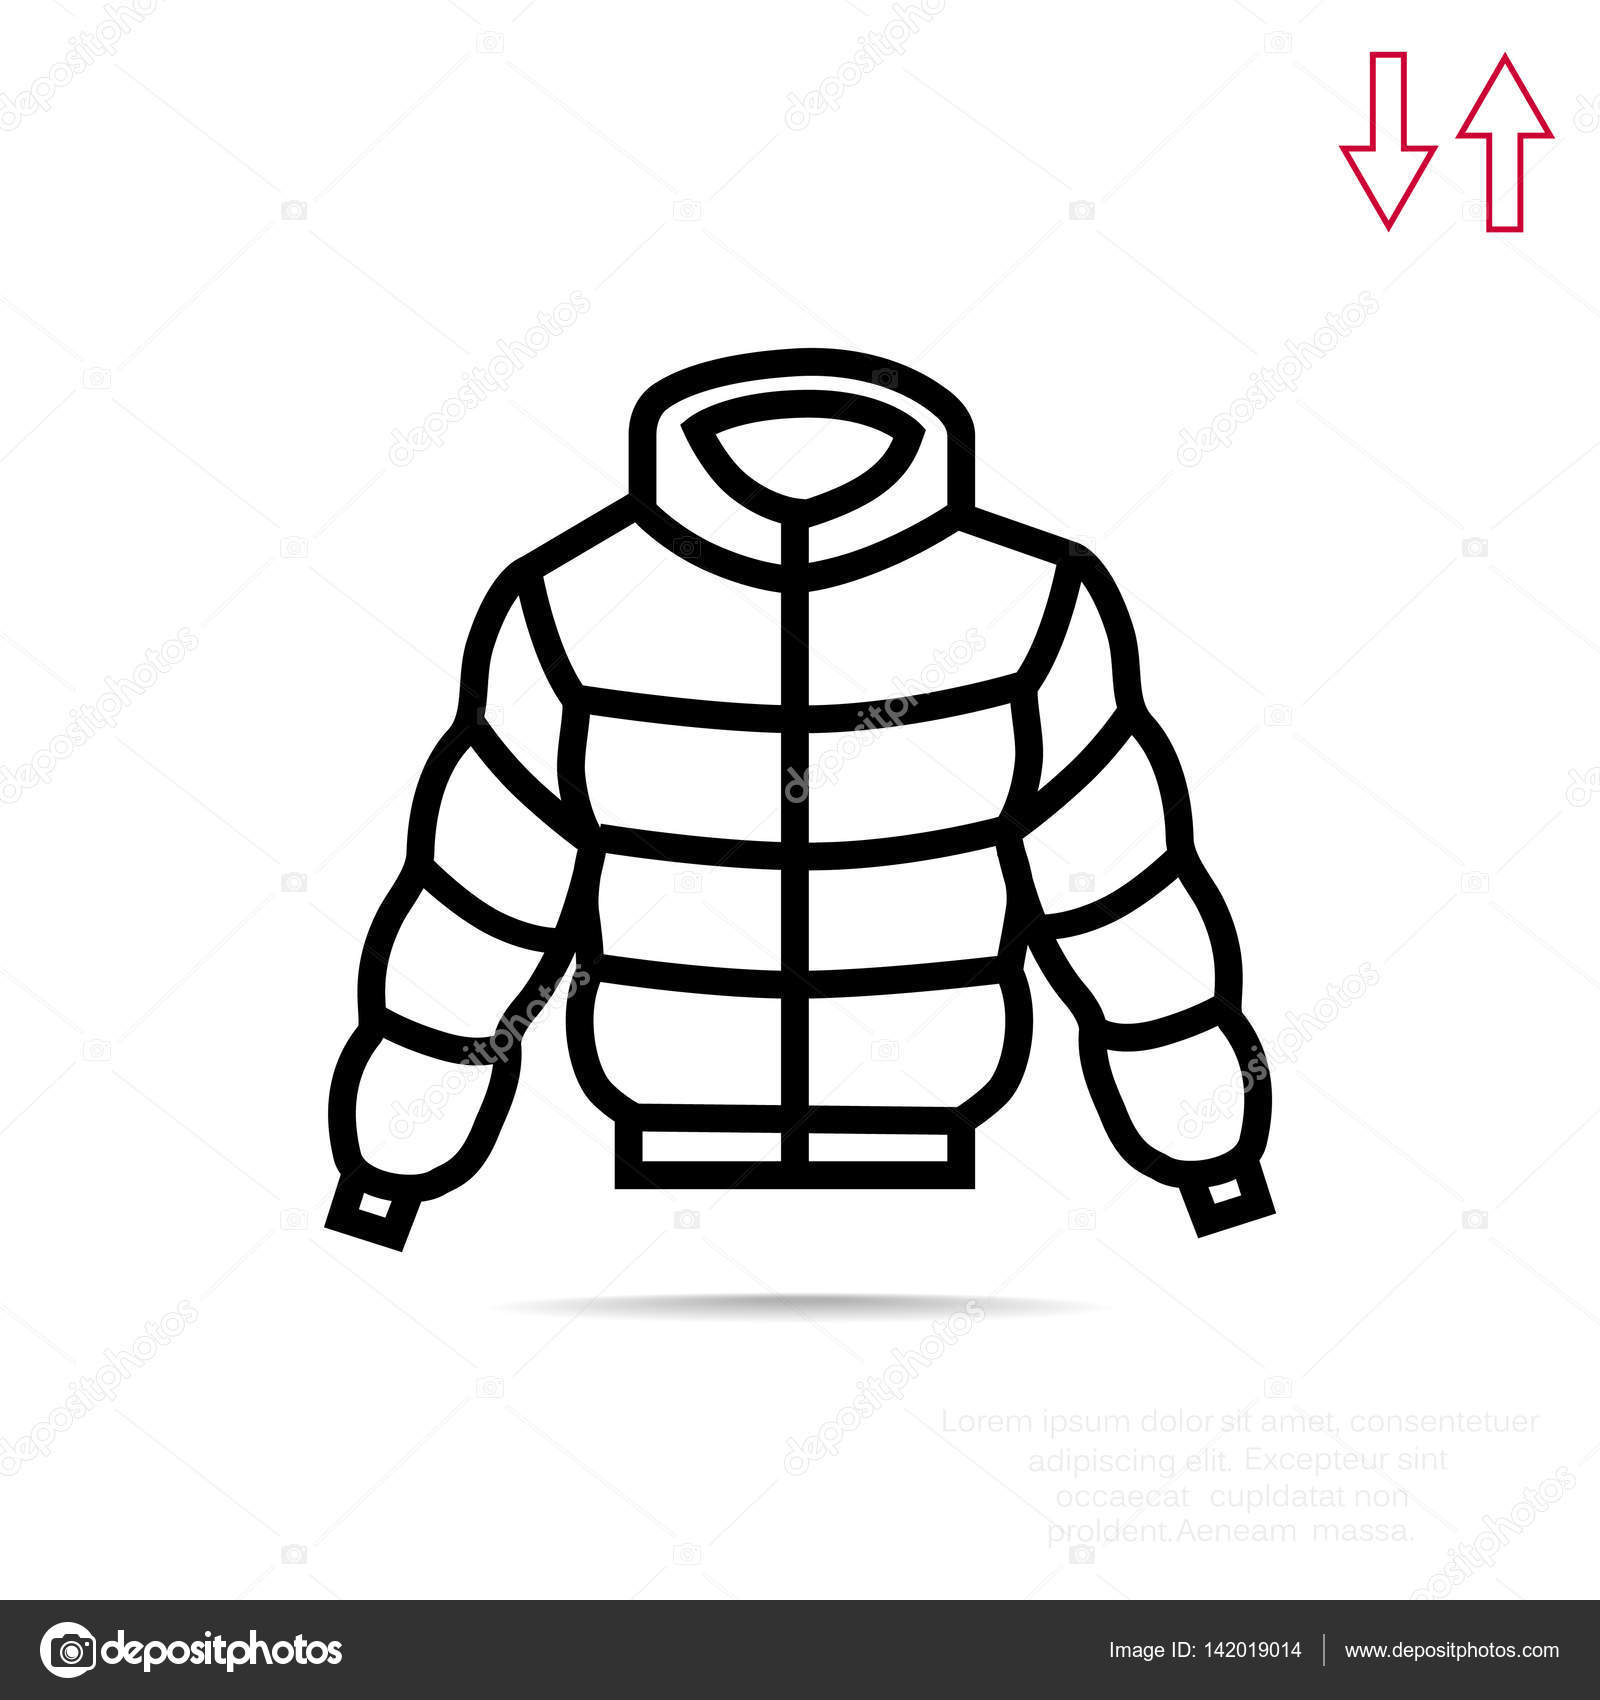 Lorem ipsum dolor sit amet, consentetuer
adipiscing elit. Excepteur sint
occaecat cupldatat non
proldent.Aeneam massa.
depositphotos
Image ID: 142019014 www.depositphotos.com